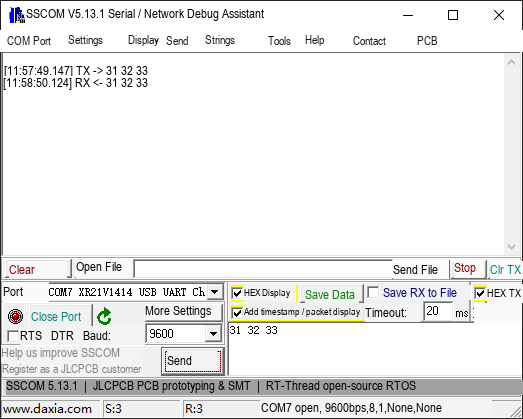 SSCOM V5.13.1 Serial / Network Debug Assistant
COM Port Settings Display Send Strings Tools Help Contact PCB
[11:57:49.147] TX -> 31 32 33
[11:58:50.124] RX <- 31 32 33
Clear Open File Send File Stop Clr TX
Port COM7 XR21V1414 USB UART Ch HEX Display Save Data Save RX to File HEX TX
Close Port More Settings Add timestamp / packet display Timeout: 20 ms
RTS DTR Baud: 9600 31 32 33
Help us improve SSCOM
Register as a JLCPCB customer
Send
SSCOM 5.13.1 | JLCPCB PCB prototyping & SMT | RT-Thread open-source RTOS
www.daxia.com S:3 R:3 COM7 open, 9600bps,8,1,None,None